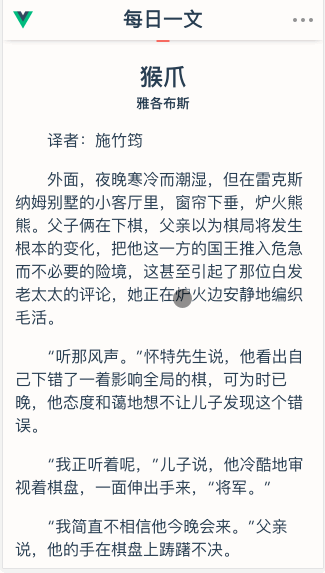 每日一文
猴爪
雅各布斯
译者：施竹筠
外面，夜晚寒冷而潮湿，但在雷克斯
纳姆别墅的小客厅里，窗帘下垂，炉火熊
熊。父子俩在下棋，父亲以为棋局将发生
根本的变化，把他这一方的国王推入危急
而不必要的险境，这甚至引起了那位白发
老太太的评论，她正在炉火边安静地编织
毛活。
“听那风声。”怀特先生说，他看出自
己下错了一着影响全局的棋，可为时已
晚，他态度和蔼地想不让儿子发现这个错
误。
“我正听着呢，”儿子说，他冷酷地审
视着棋盘，一面伸出手来，“将军。”
“我简直不相信他今晚会来。”父亲
说，他的手在棋盘上踌躇不决。